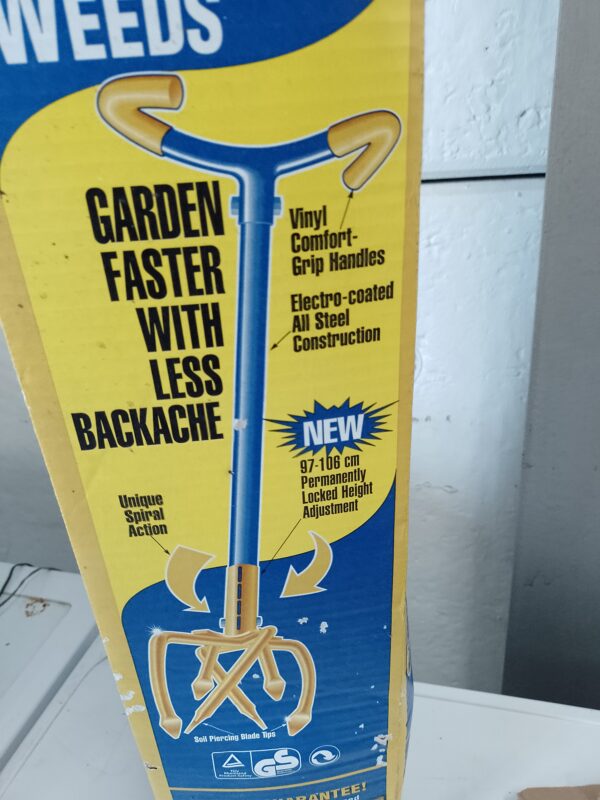 WEEDS
GARDEN
FASTER
WITH
LESS
BACKACHE
Vinyl
Comfort-
Grip Handles
Electro-coated
All Steel
Construction
NEW
97-106 cm
Permanently
Locked Height
Adjustment
Unique
Spiral
Action
Soil Piercing Blade Tips
GS